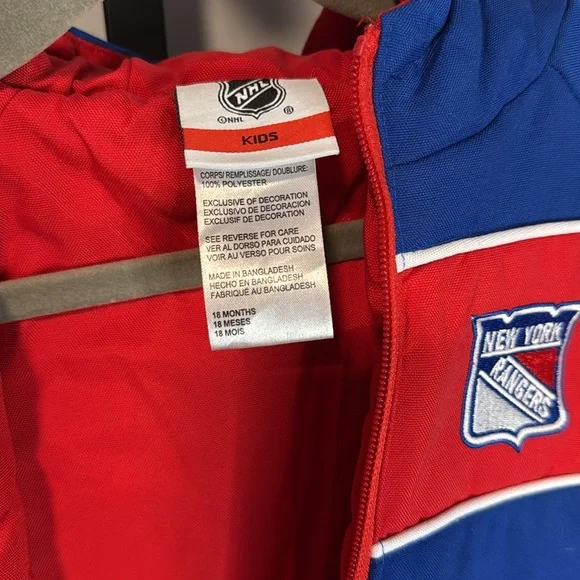 NHL
©NHL ®
KIDS
CORPS/ REMPLISSAGE/ DOUBLURE:
100% POLYESTER
EXCLUSIVE OF DECORATION
EXCLUSIVO DE DECORACION
EXCLUSIF DE DECORATION
SEE REVERSE FOR CARE
VER AL DORSO PARA CUIDADO
VOIR AU VERSO POUR SOINS
MADE IN BANGLADESH
HECHO EN BANGLADESH
FABRIQUÉ AU BANGLADESH
18 MONTHS
18 MESES
18 MOIS
NEW YORK
RANGERS